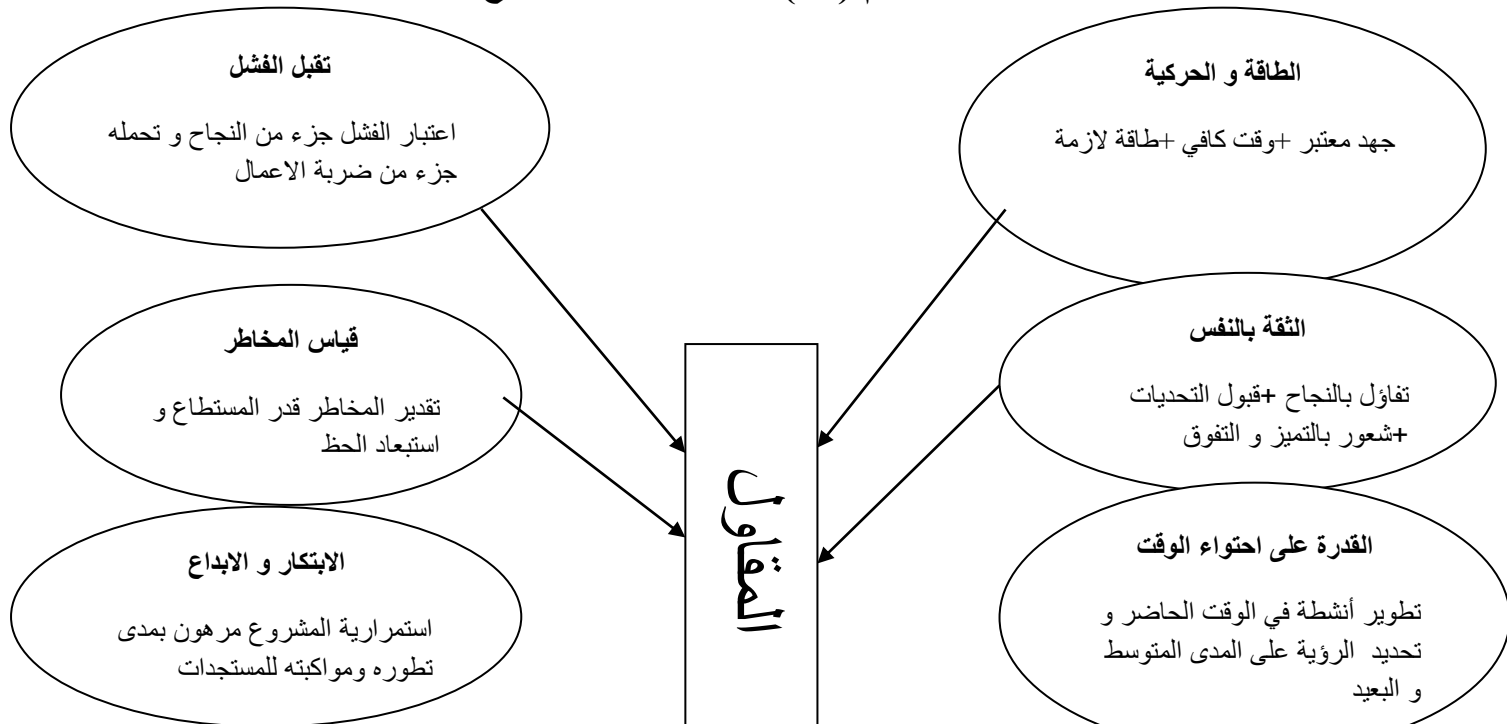 الطاقة و الحركية
جهد معتبر +وقت كافي +طاقة لازمة
تقبل الفشل
اعتبار الفشل جزء من النجاح و تحمله
جزء من ضربة الاعمال
الثقة بالنفس
تفاؤل بالنجاح +قبول التحديات
+شعور بالتميز و التفوق
قياس المخاطر
تقدير المخاطر قدر المستطاع و
استبعاد الحظ
المقاول
القدرة على احتواء الوقت
تطوير أنشطة في الوقت الحاضر و
تحديد الرؤية على المدى المتوسط
و البعيد
الابتكار و الابداع
استمرارية المشروع مرهون بمدى
تطوره ومواكبته للمستجدات